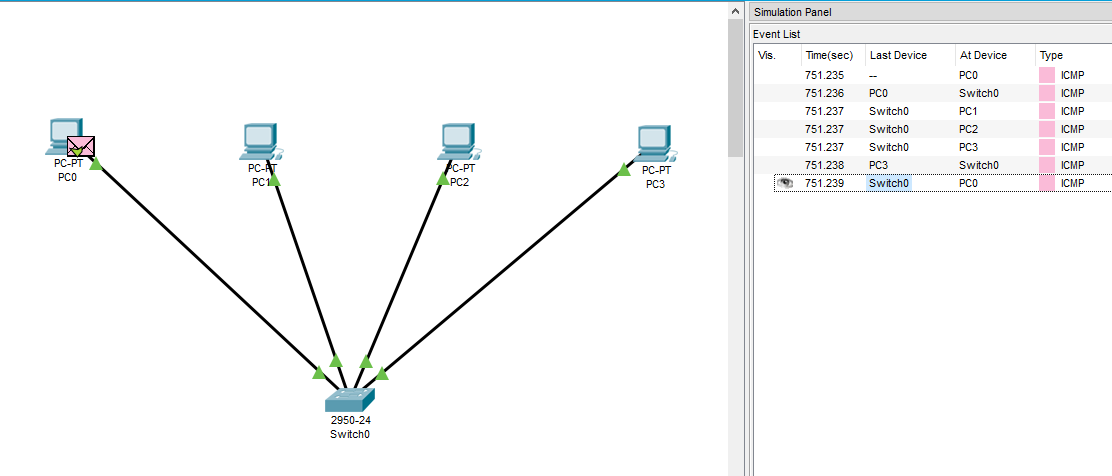 Simulation Panel
Event List
Vis. Time(sec) Last Device At Device Type
751.235 -- PC0 ICMP
751.236 PC0 Switch0 ICMP
751.237 Switch0 PC1 ICMP
751.237 Switch0 PC2 ICMP
751.237 Switch0 PC3 ICMP
751.238 PC3 Switch0 ICMP
751.239 Switch0 PC0 ICMP
PC-PT
PC0
PC-PT
PC1
PC-PT
PC2
PC-PT
PC3
2950-24
Switch0